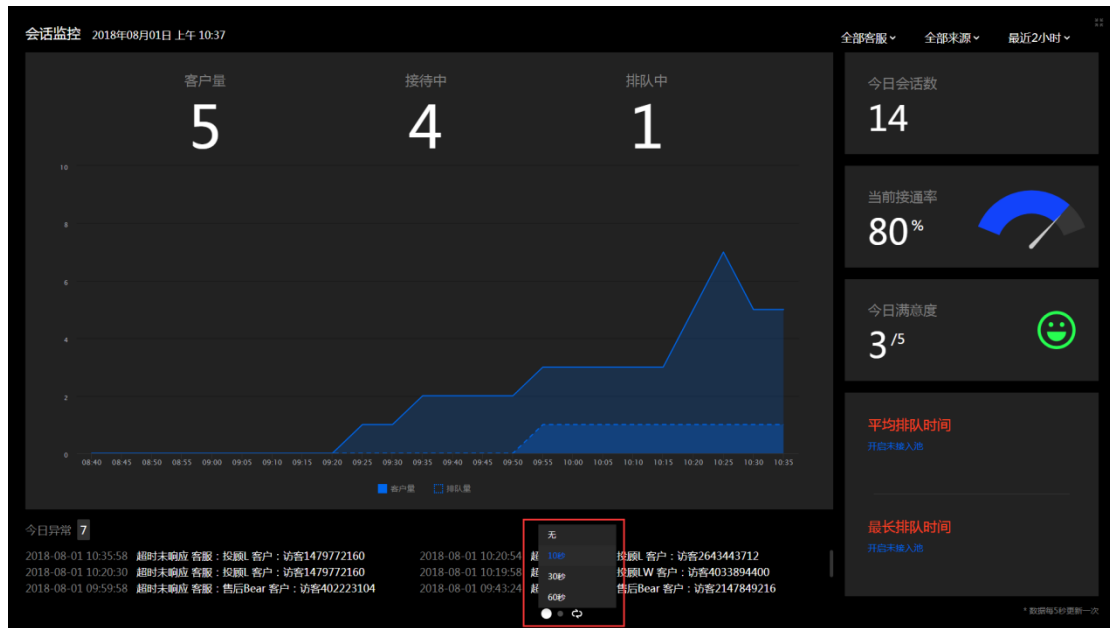 会话监控 2018年08月01日 上午 10:37
全部客服 全部来源 最近2小时
客户量 接待中 排队中
5 4 1
10
8
6
4
2
0
08:40 08:45 08:50 08:55 09:00 09:05 09:10 09:15 09:20 09:25 09:30 09:35 09:40 09:45 09:50 09:55 10:00 10:05 10:10 10:15 10:20 10:25 10:30 10:35
客户量 排队量
今日会话数
14
当前接通率
80%
今日满意度
3/5
平均排队时间
开启未接入池
最长排队时间
开启未接入池
今日异常 7
2018-08-01 10:35:58 超时未响应 客服：投顾L 客户：访客1479772160
2018-08-01 10:20:30 超时未响应 客服：投顾L 客户：访客1479772160
2018-08-01 09:59:58 超时未响应 客服：售后Bear 客户：访客402223104
2018-08-01 10:20:54 超 投顾L 客户：访客2643443712
2018-08-01 10:19:58 超 投顾LW 客户：访客4033894400
2018-08-01 09:43:24 超 售后Bear 客户：访客2147849216
无
10秒
30秒
60秒
* 数据每5秒更新一次